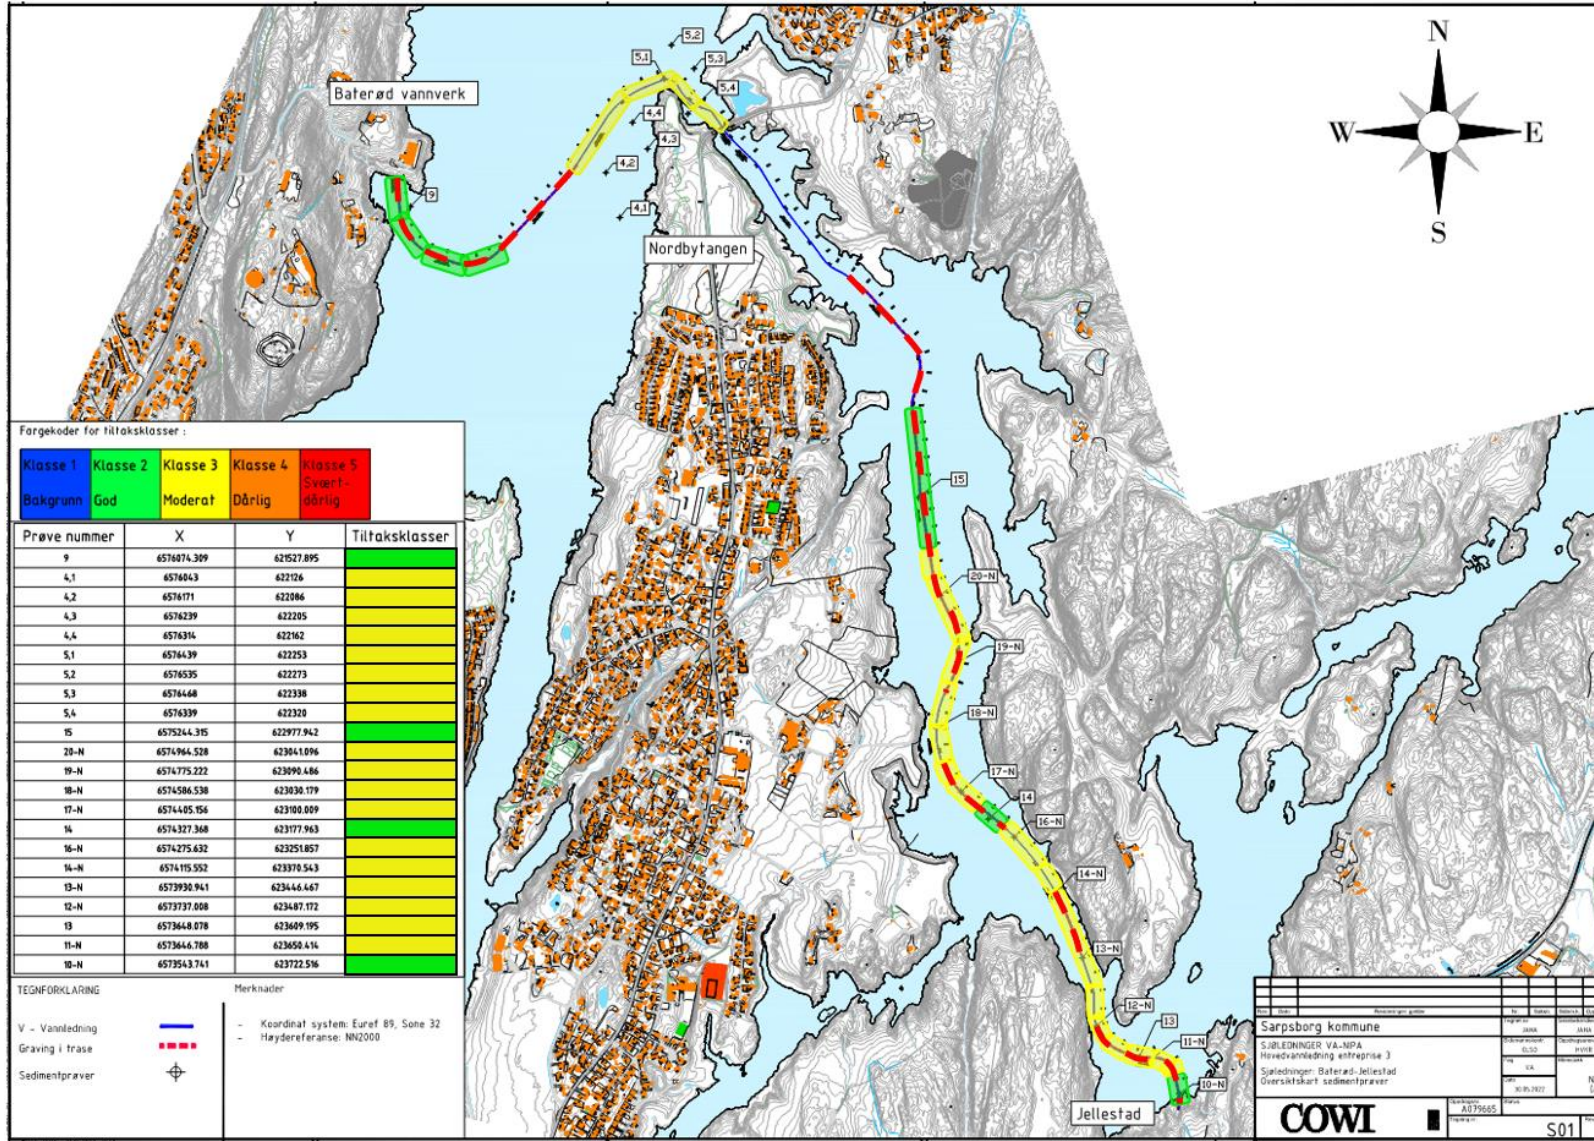 N
W
E
S
Baterød vannverk
Nordbytangen
Jellestad
5,2
5,1
5,3
5,4
4,4
4,3
4,2
4,1
9
15
20-N
19-N
18-N
17-N
14
16-N
14-N
13-N
12-N
13
11-N
10-N
Fargekoder for tiltaksklasser :
Klasse 1 Klasse 2 Klasse 3 Klasse 4 Klasse 5
Bakgrunn God Moderat Dårlig Svært-
dårlig
Prøve nummer X Y Tiltaksklasser
9 6576074.309 621527.895
4,1 6576043 622126
4,2 6576171 622086
4,3 6576239 622205
4,4 6576314 622162
5,1 6576439 622253
5,2 6576535 622273
5,3 6576468 622338
5,4 6576339 622320
15 6575244.315 622977.942
20-N 6574964.528 623041.096
19-N 6574775.222 623090.486
18-N 6574586.538 623030.179
17-N 6574405.156 623100.009
14 6574327.368 623177.963
16-N 6574275.632 623251.857
14-N 6574115.552 623370.543
13-N 6573930.941 623446.467
12-N 6573737.008 623487.172
13 6573648.078 623609.195
11-N 6573646.788 623650.414
10-N 6573543.741 623722.516
TEGNFORKLARING
V - Vannledning
Graving i trase
Sedimentprøver
Merknader
- Koordinat system: Euref 89, Sone 32
- Høydereferanse: NN2000
Sarpsborg kommune
SJØLEDNINGER VA-NPA
Hovedvannledning entreprise 3
Sjøledninger: Baterød-Jellestad
Oversiktskart sedimentprøver
JANA
VA
30.05.2022
COWI
A079665
S01